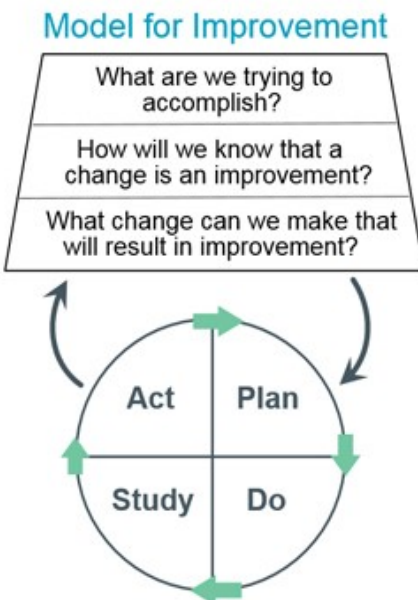 Model for Improvement
What are we trying to
accomplish?
How will we know that a
change is an improvement?
What change can we make that
will result in improvement?
Act
Plan
Study
Do